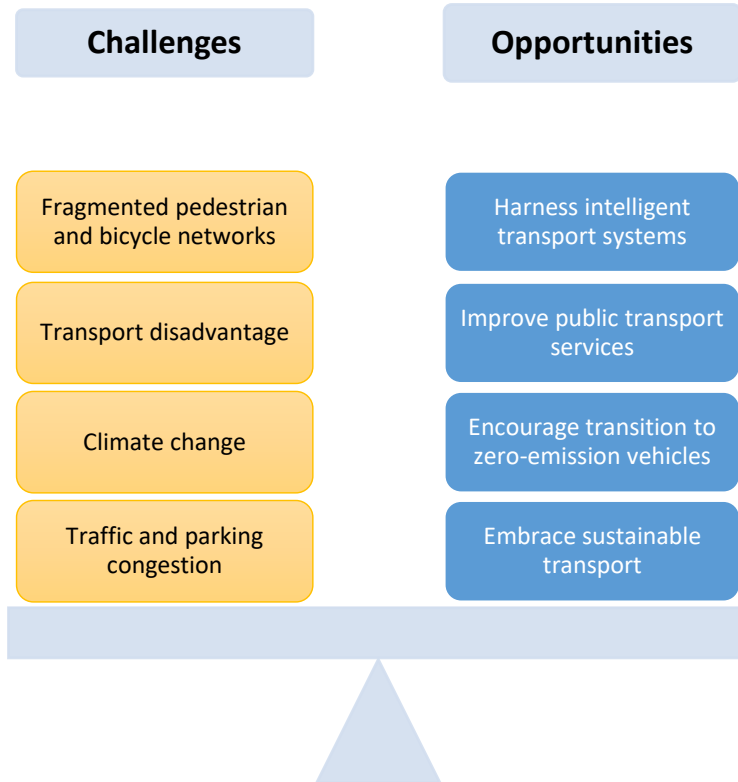 Challenges
Opportunities
Fragmented pedestrian
and bicycle networks
Transport disadvantage
Climate change
Traffic and parking
congestion
Harness intelligent
transport systems
Improve public transport
services
Encourage transition to
zero-emission vehicles
Embrace sustainable
transport